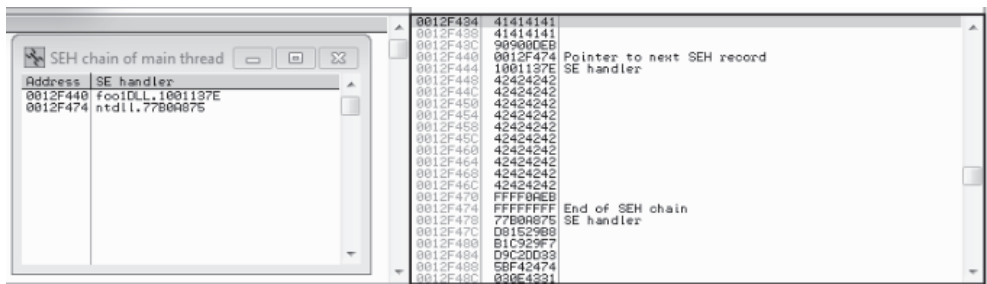 SEH chain of main thread
Address SE handler
0012F440 foo1DLL.1001137E
0012F474 ntdll.77B0A875
0012F434 41414141
0012F438 41414141
0012F43C 90900DEB
0012F440 0012F474 Pointer to next SEH record
0012F444 1001137E SE handler
0012F448 42424242
0012F44C 42424242
0012F450 42424242
0012F454 42424242
0012F458 42424242
0012F45C 42424242
0012F460 42424242
0012F464 42424242
0012F468 42424242
0012F46C 42424242
0012F470 FFFF0AEB
0012F474 FFFFFFFF End of SEH chain
0012F478 77B0A875 SE handler
0012F47C D81529B8
0012F480 B1C929F7
0012F484 D9C2DD33
0012F488 5BF42474
0012F48C 030E4331